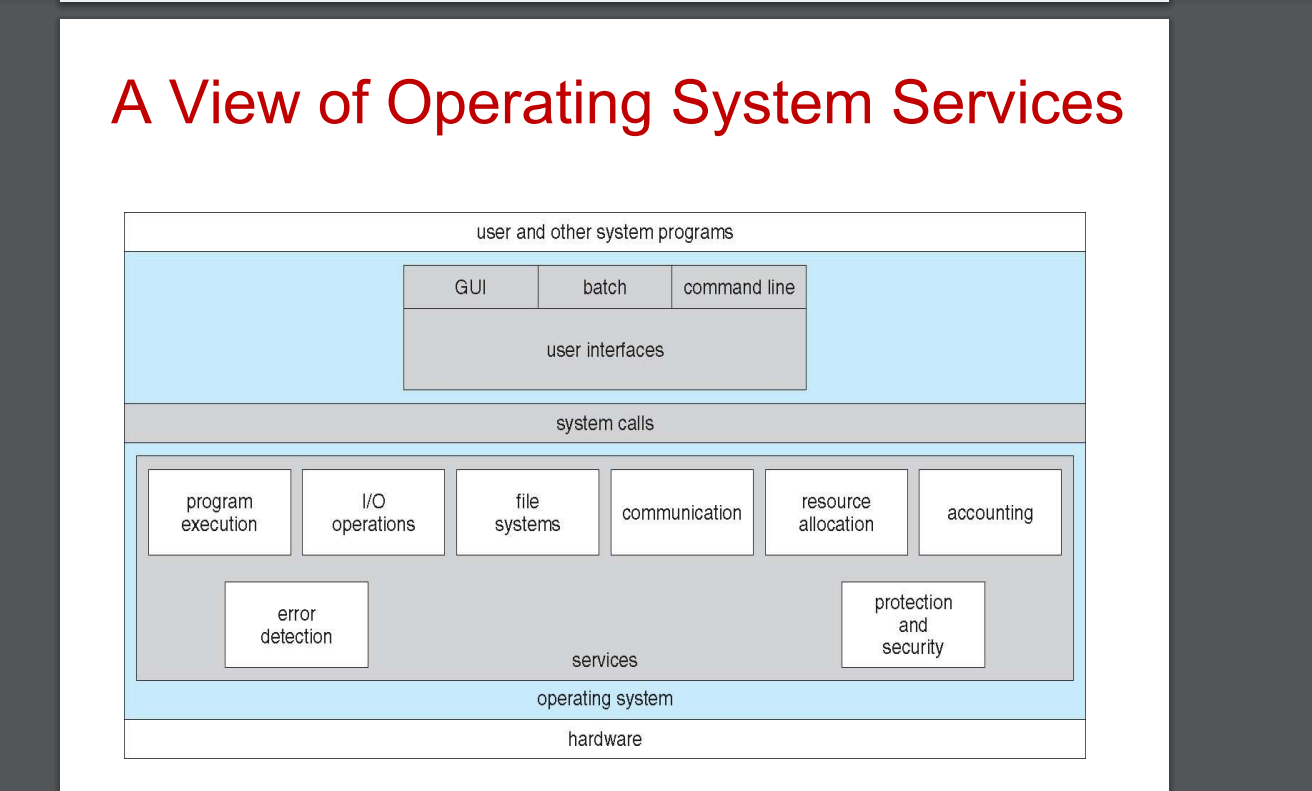 A View of Operating System Services
user and other system programs
GUI
batch
command line
user interfaces
system calls
program
execution
I/O
operations
file
systems
communication
resource
allocation
accounting
error
detection
protection
and
security
services
operating system
hardware